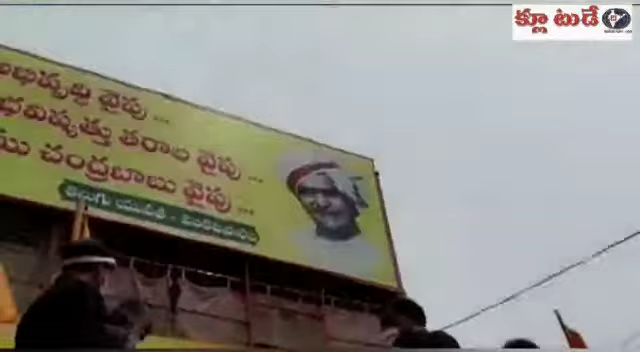 క్లూ టుడే
అభివృద్ధి వైపు ...
భవిష్యత్తు తరాల వైపు ...
చంద్రబాబు వైపు ...
తెలుగు యువత -